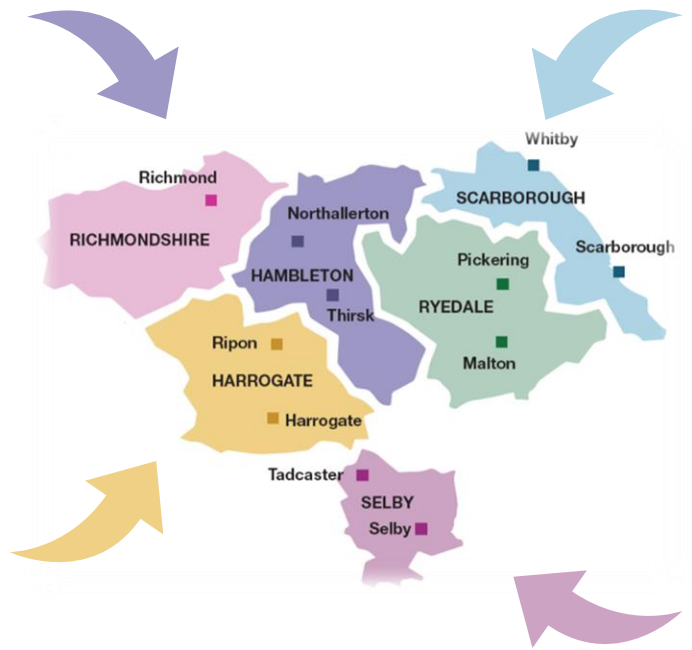 Whitby
Richmond
SCARBOROUGH
Northallerton
RICHMONDSHIRE
Scarborough
Pickering
HAMBLETON
RYEDALE
Thirsk
Ripon
Malton
HARROGATE
Harrogate
Tadcaster
SELBY
Selby